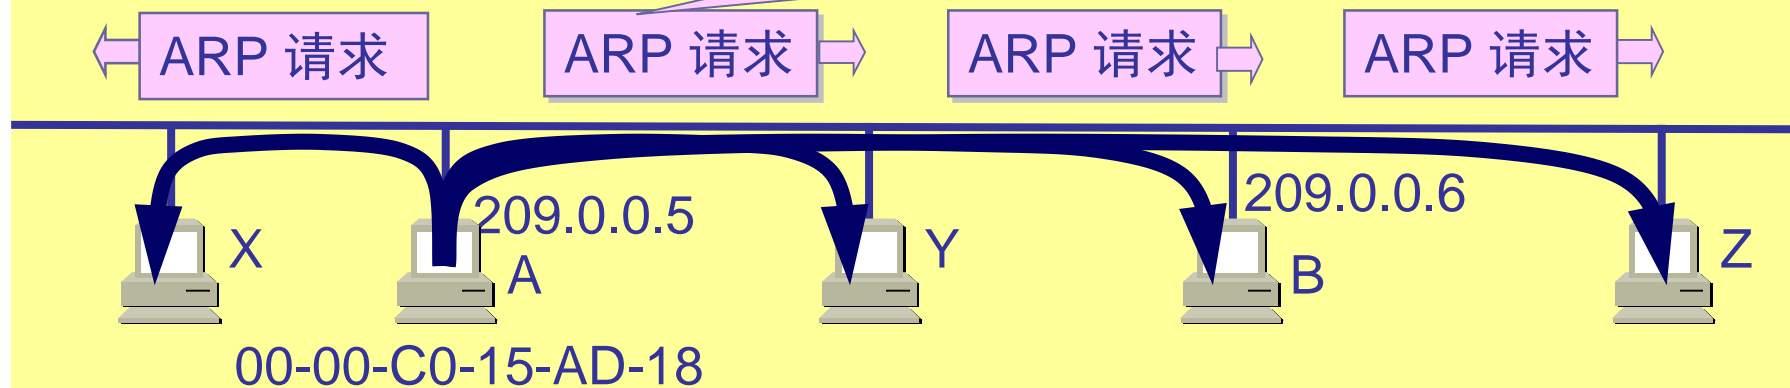 ARP 请求
ARP 请求
ARP 请求
ARP 请求
209.0.0.5
209.0.0.6
X
A
Y
B
Z
00-00-C0-15-AD-18